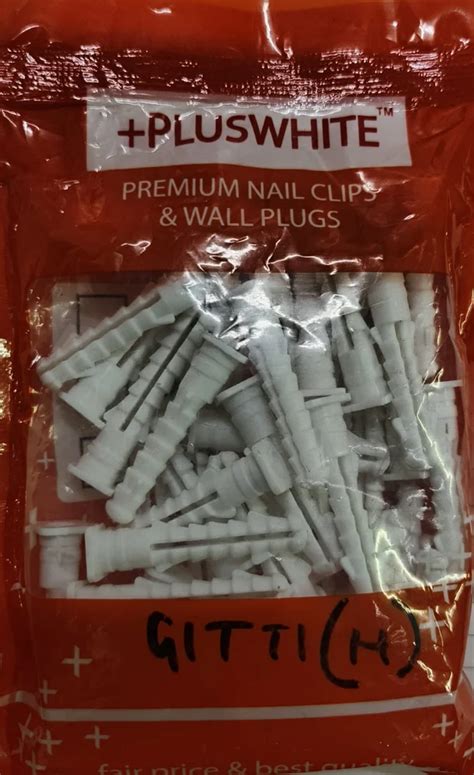 +PLUSWHITE™
PREMIUM NAIL CLIPS
& WALL PLUGS
GITTI(H)
fair price & best quality